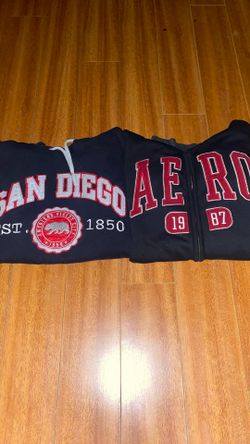 SAN DIEGO
EST. 1850
AERO
19 87